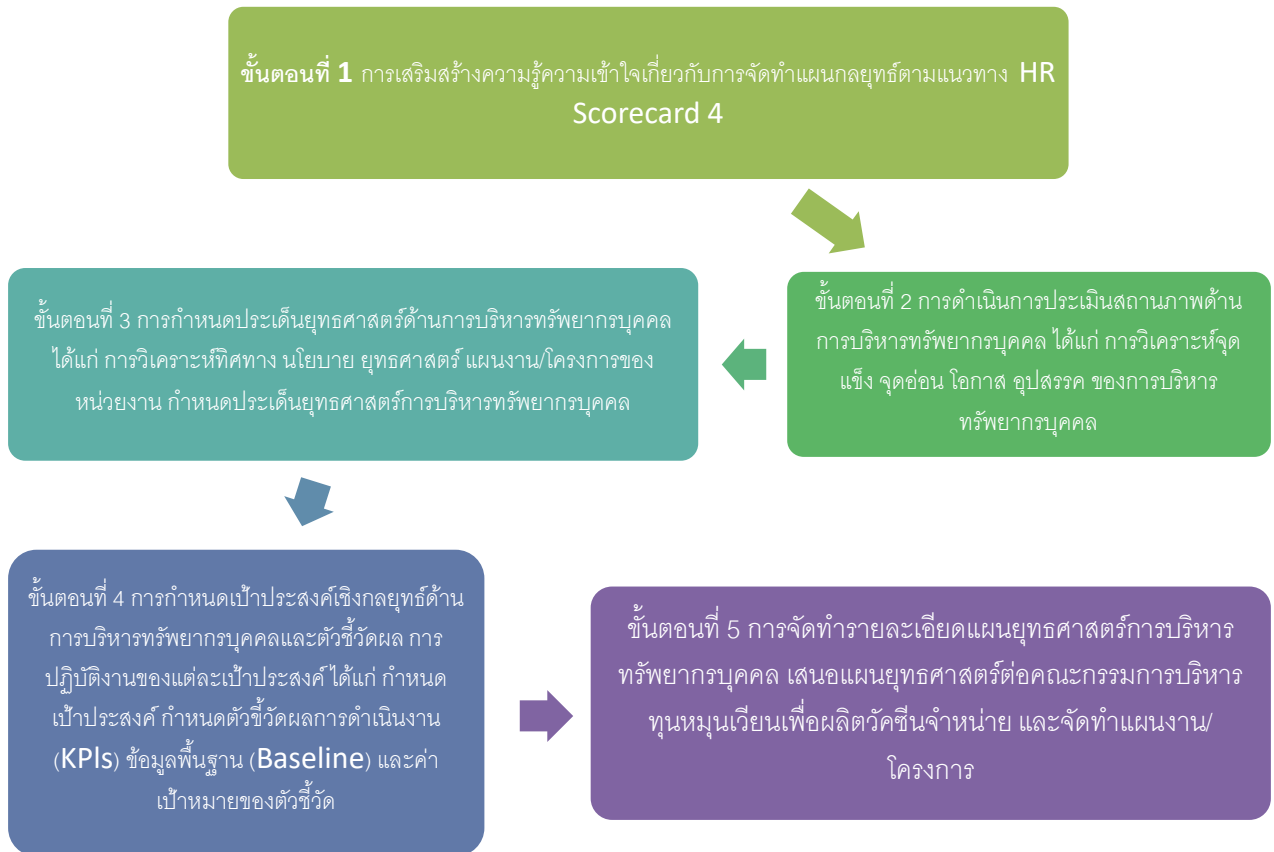 ขั้นตอนที่ 1 การเสริมสร้างความรู้ความเข้าใจเกี่ยวกับการจัดทำแผนกลยุทธ์ตามแนวทาง HR
Scorecard 4
ขั้นตอนที่ 2 การดำเนินการประเมินสถานภาพด้าน
การบริหารทรัพยากรบุคคล ได้แก่ การวิเคราะห์จุด
แข็ง จุดอ่อน โอกาส อุปสรรค ของการบริหาร
ทรัพยากรบุคคล
ขั้นตอนที่ 3 การกำหนดประเด็นยุทธศาสตร์ด้านการบริหารทรัพยากรบุคคล
ได้แก่ การวิเคราะห์ทิศทาง นโยบาย ยุทธศาสตร์ แผนงาน/โครงการของ
หน่วยงาน กำหนดประเด็นยุทธศาสตร์การบริหารทรัพยากรบุคคล
ขั้นตอนที่ 4 การกำหนดเป้าประสงค์เชิงกลยุทธ์ด้าน
การบริหารทรัพยากรบุคคลและตัวชี้วัดผล การ
ปฏิบัติงานของแต่ละเป้าประสงค์ ได้แก่ กำหนด
เป้าประสงค์ กำหนดตัวชี้วัดผลการดำเนินงาน
(KPls) ข้อมูลพื้นฐาน (Baseline) และค่า
เป้าหมายของตัวชี้วัด
ขั้นตอนที่ 5 การจัดทำรายละเอียดแผนยุทธศาสตร์การบริหาร
ทรัพยากรบุคคล เสนอแผนยุทธศาสตร์ต่อคณะกรรมการบริหาร
ทุนหมุนเวียนเพื่อผลิตวัคซีนจำหน่าย และจัดทำแผนงาน/
โครงการ